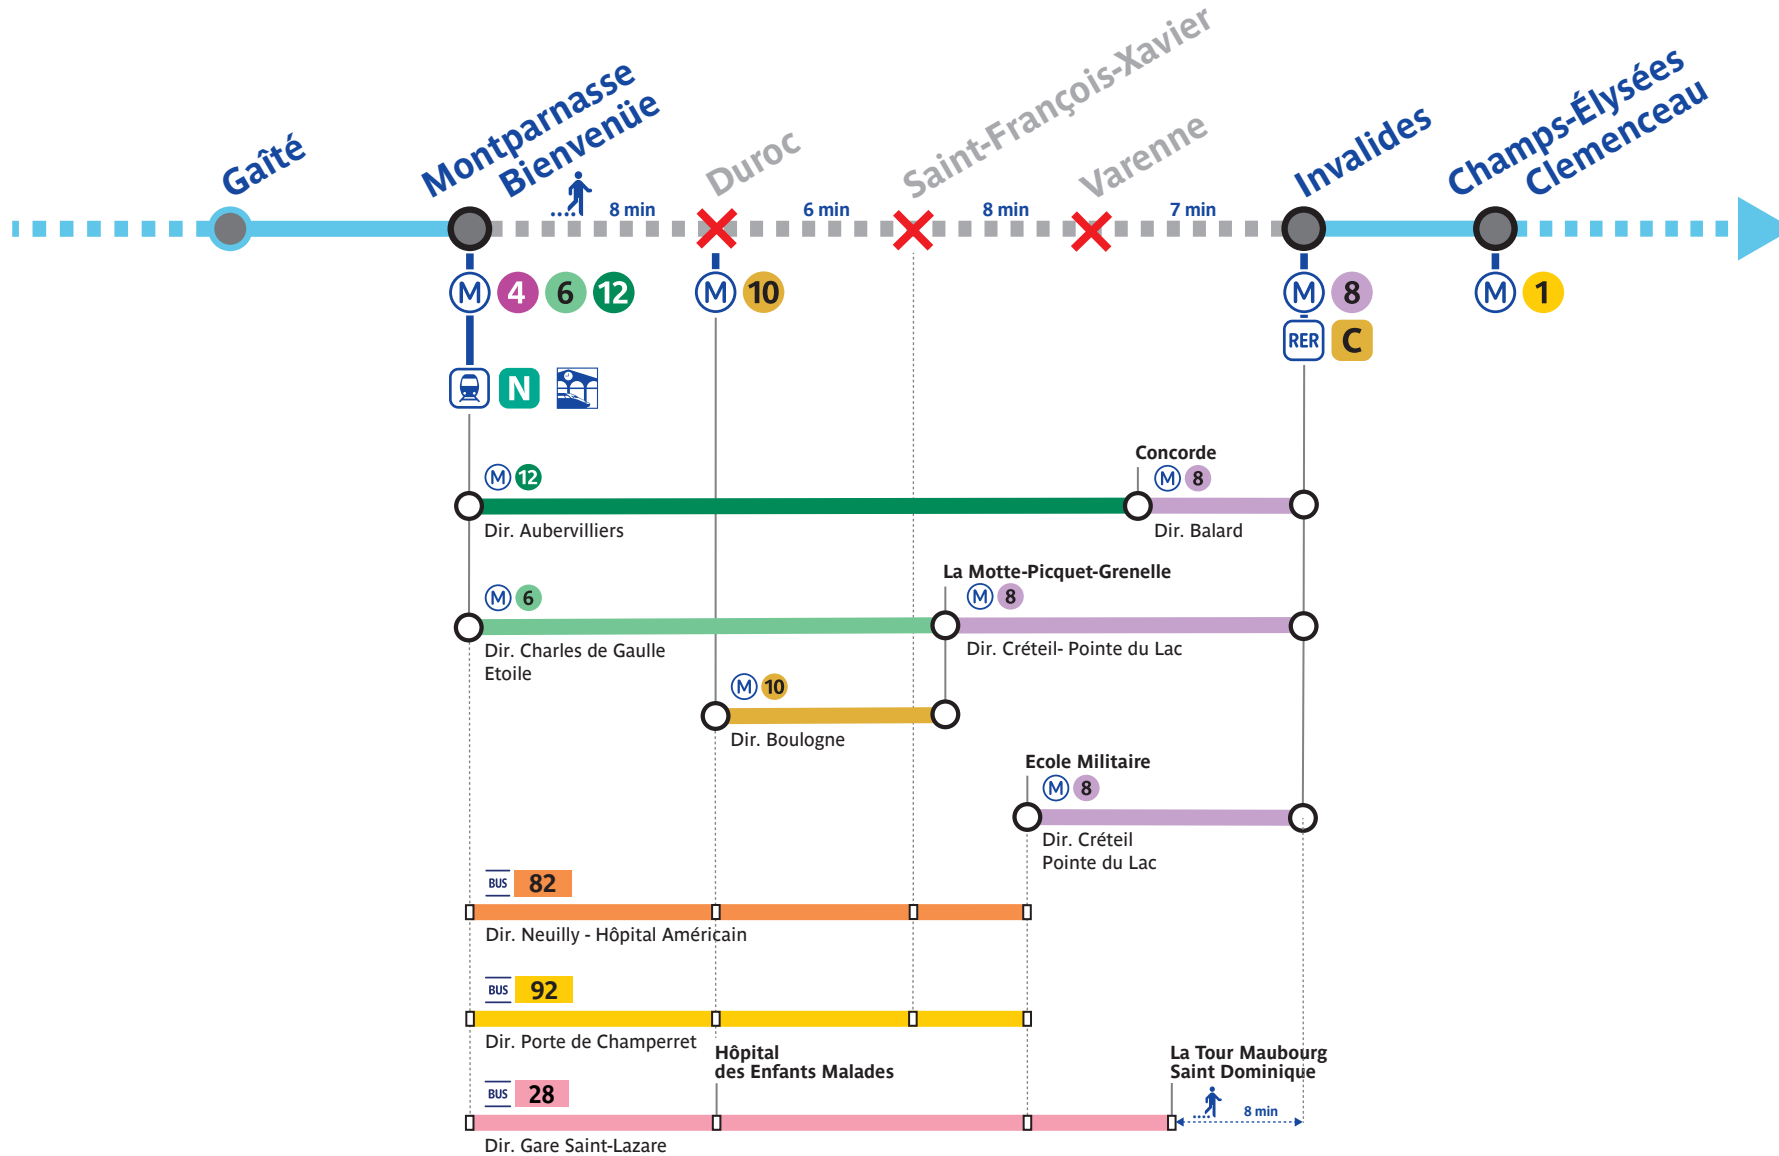 Gaîté
Montparnasse
Bienvenüe
Duroc
Saint-François-Xavier
Varenne
Invalides
Champs-Élysées
Clemenceau
8 min
6 min
8 min
7 min
M 4 6 12
M 10
M 8
M 1
RER C
N
Concorde
M 12
M 8
Dir. Aubervilliers
Dir. Balard
La Motte-Picquet-Grenelle
M 6
M 8
Dir. Charles de Gaulle
Etoile
Dir. Créteil- Pointe du Lac
M 10
Dir. Boulogne
Ecole Militaire
M 8
Dir. Créteil
Pointe du Lac
BUS 82
Dir. Neuilly - Hôpital Américain
BUS 92
Dir. Porte de Champerret
Hôpital
des Enfants Malades
La Tour Maubourg
Saint Dominique
BUS 28
8 min
Dir. Gare Saint-Lazare